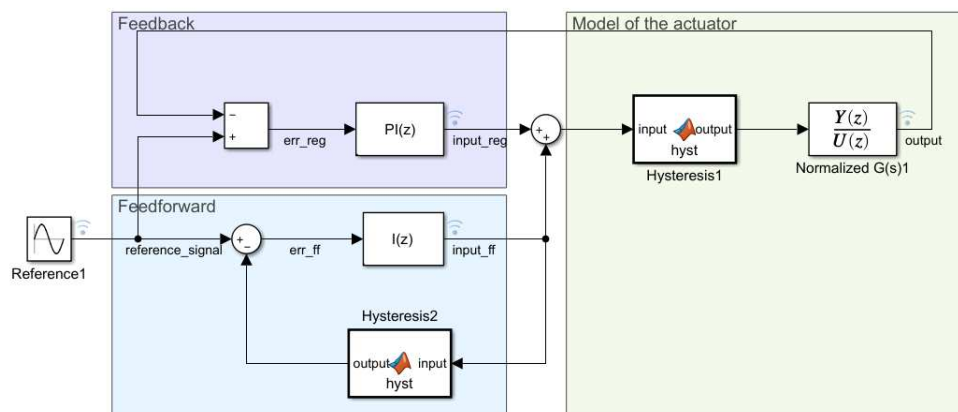 Feedback
Model of the actuator
−
+
err_reg
PI(z)
input_reg
+
+
input
output
hyst
Hysteresis1
Y(z)
U(z)
output
Normalized G(s)1
Feedforward
Reference1
reference_signal
+
−
err_ff
I(z)
input_ff
Hysteresis2
output
input
hyst